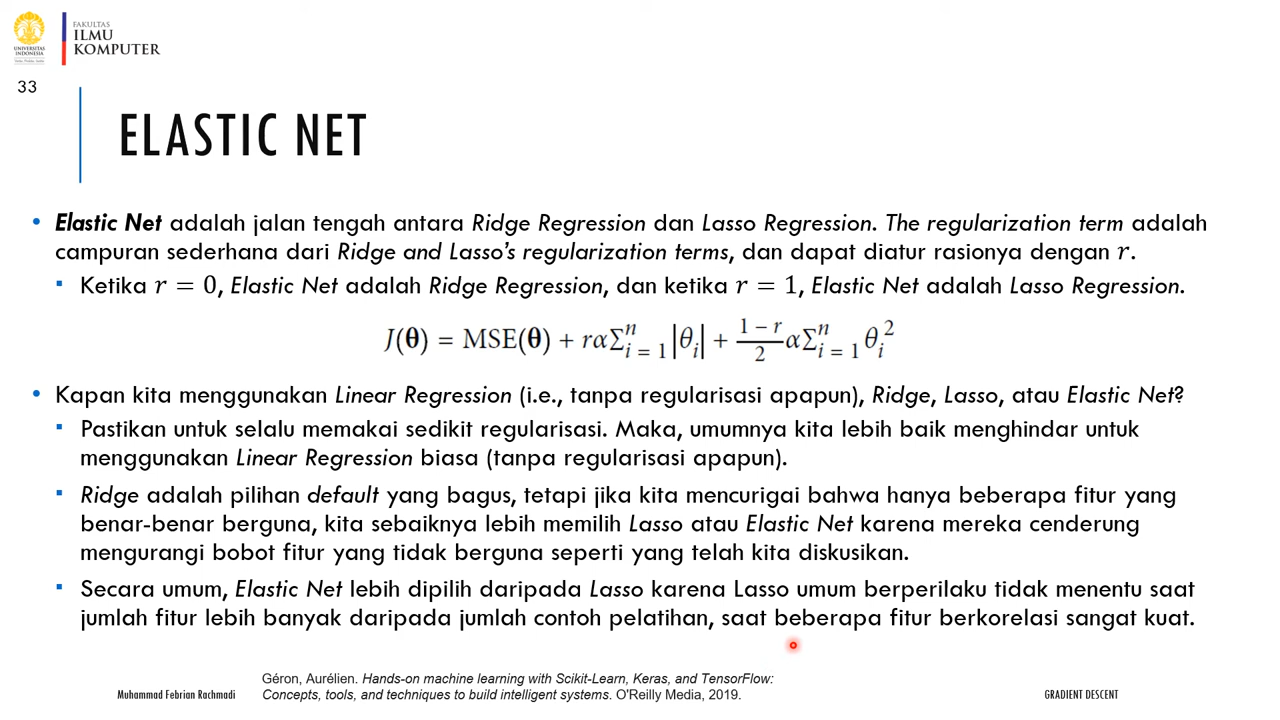 FAKULTAS
ILMU
KOMPUTER
UNIVERSITAS
INDONESIA
33
ELASTIC NET
• Elastic Net adalah jalan tengah antara Ridge Regression dan Lasso Regression. The regularization term adalah
campuran sederhana dari Ridge and Lasso's regularization terms, dan dapat diatur rasionya dengan r.
▪ Ketika r = 0, Elastic Net adalah Ridge Regression, dan ketika r = 1, Elastic Net adalah Lasso Regression.
J(θ) = MSE(θ) + rαΣⁿᵢ₌₁|θᵢ| + (1 − r)/2 αΣⁿᵢ₌₁ θᵢ²
• Kapan kita menggunakan Linear Regression (i.e., tanpa regularisasi apapun), Ridge, Lasso, atau Elastic Net?
▪ Pastikan untuk selalu memakai sedikit regularisasi. Maka, umumnya kita lebih baik menghindar untuk
menggunakan Linear Regression biasa (tanpa regularisasi apapun).
▪ Ridge adalah pilihan default yang bagus, tetapi jika kita mencurigai bahwa hanya beberapa fitur yang
benar-benar berguna, kita sebaiknya lebih memilih Lasso atau Elastic Net karena mereka cenderung
mengurangi bobot fitur yang tidak berguna seperti yang telah kita diskusikan.
▪ Secara umum, Elastic Net lebih dipilih daripada Lasso karena Lasso umum berperilaku tidak menentu saat
jumlah fitur lebih banyak daripada jumlah contoh pelatihan, saat beberapa fitur berkorelasi sangat kuat.
Géron, Aurélien. Hands-on machine learning with Scikit-Learn, Keras, and TensorFlow:
Concepts, tools, and techniques to build intelligent systems. O'Reilly Media, 2019.
Muhammad Febrian Rachmadi
GRADIENT DESCENT